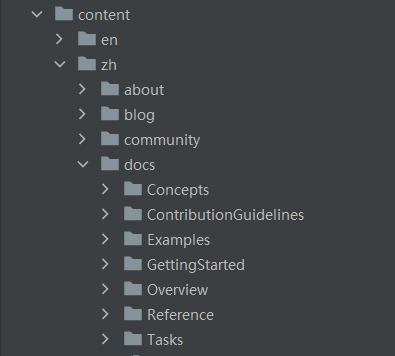 content
en
zh
about
blog
community
docs
Concepts
ContributionGuidelines
Examples
GettingStarted
Overview
Reference
Tasks